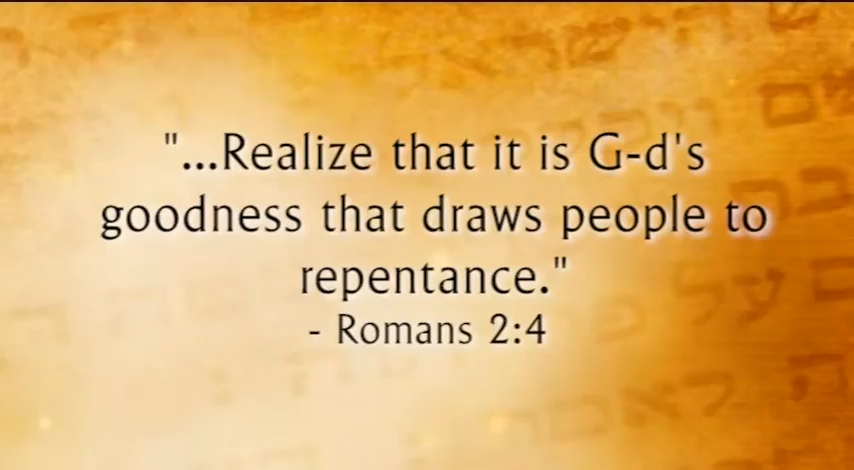 "...Realize that it is G-d's
goodness that draws people to
repentance."
- Romans 2:4